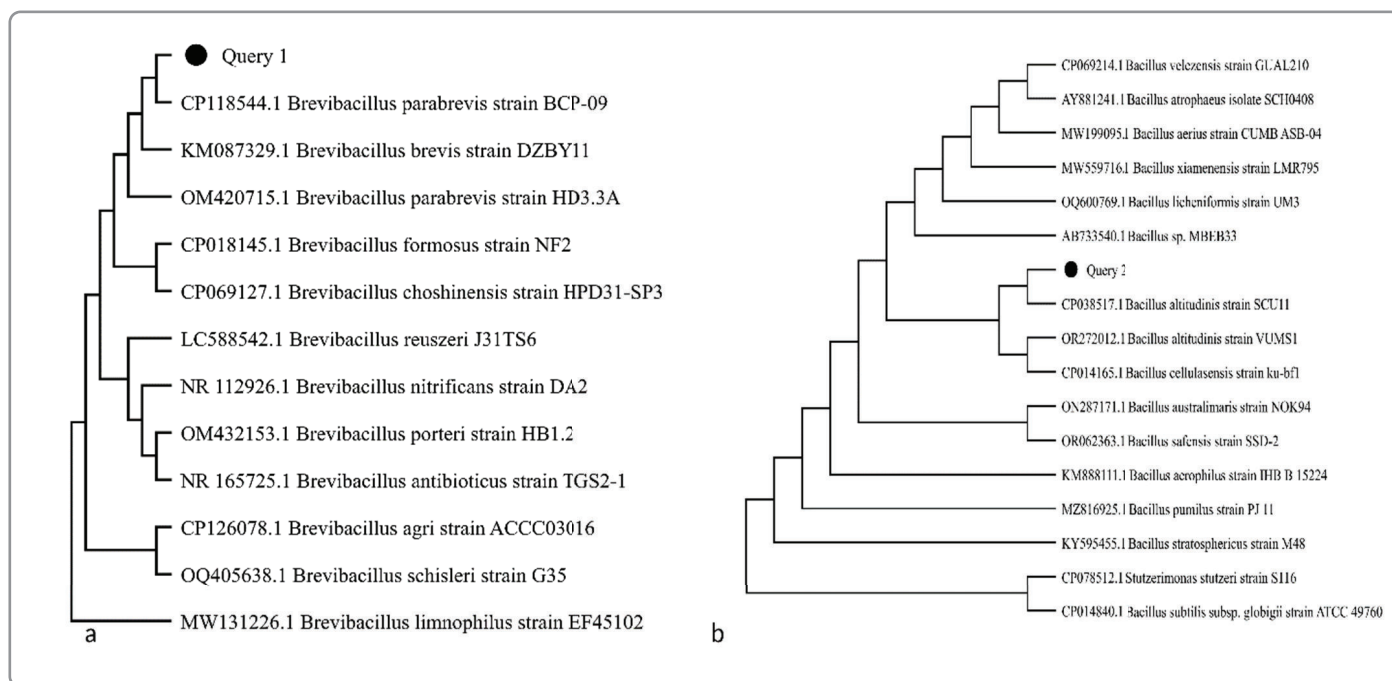 Query 1
CP118544.1 Brevibacillus parabrevis strain BCP-09
KM087329.1 Brevibacillus brevis strain DZBY11
OM420715.1 Brevibacillus parabrevis strain HD3.3A
CP018145.1 Brevibacillus formosus strain NF2
CP069127.1 Brevibacillus choshinensis strain HPD31-SP3
LC588542.1 Brevibacillus reuszeri J31TS6
NR 112926.1 Brevibacillus nitrificans strain DA2
OM432153.1 Brevibacillus porteri strain HB1.2
NR 165725.1 Brevibacillus antibioticus strain TGS2-1
CP126078.1 Brevibacillus agri strain ACCC03016
OQ405638.1 Brevibacillus schisleri strain G35
MW131226.1 Brevibacillus limnophilus strain EF45102
a
CP069214.1 Bacillus velezensis strain GUAL210
AY881241.1 Bacillus atrophaeus isolate SCH0408
MW199095.1 Bacillus aerius strain CUMB ASB-04
MW559716.1 Bacillus xiamenensis strain LMR795
OQ600769.1 Bacillus licheniformis strain UM3
AB733540.1 Bacillus sp. MBEB33
Query 2
CP038517.1 Bacillus altitudinis strain SCU11
OR272012.1 Bacillus altitudinis strain VUMS1
CP014165.1 Bacillus cellulasensis strain ku-bf1
ON287171.1 Bacillus australimaris strain NOK94
OR062363.1 Bacillus safensis strain SSD-2
KM888111.1 Bacillus aerophilus strain IHB B 15224
MZ816925.1 Bacillus pumilus strain PJ 11
KY595455.1 Bacillus stratosphericus strain M48
CP078512.1 Stutzerimonas stutzeri strain S116
CP014840.1 Bacillus subtilis subsp. globigii strain ATCC 49760
b